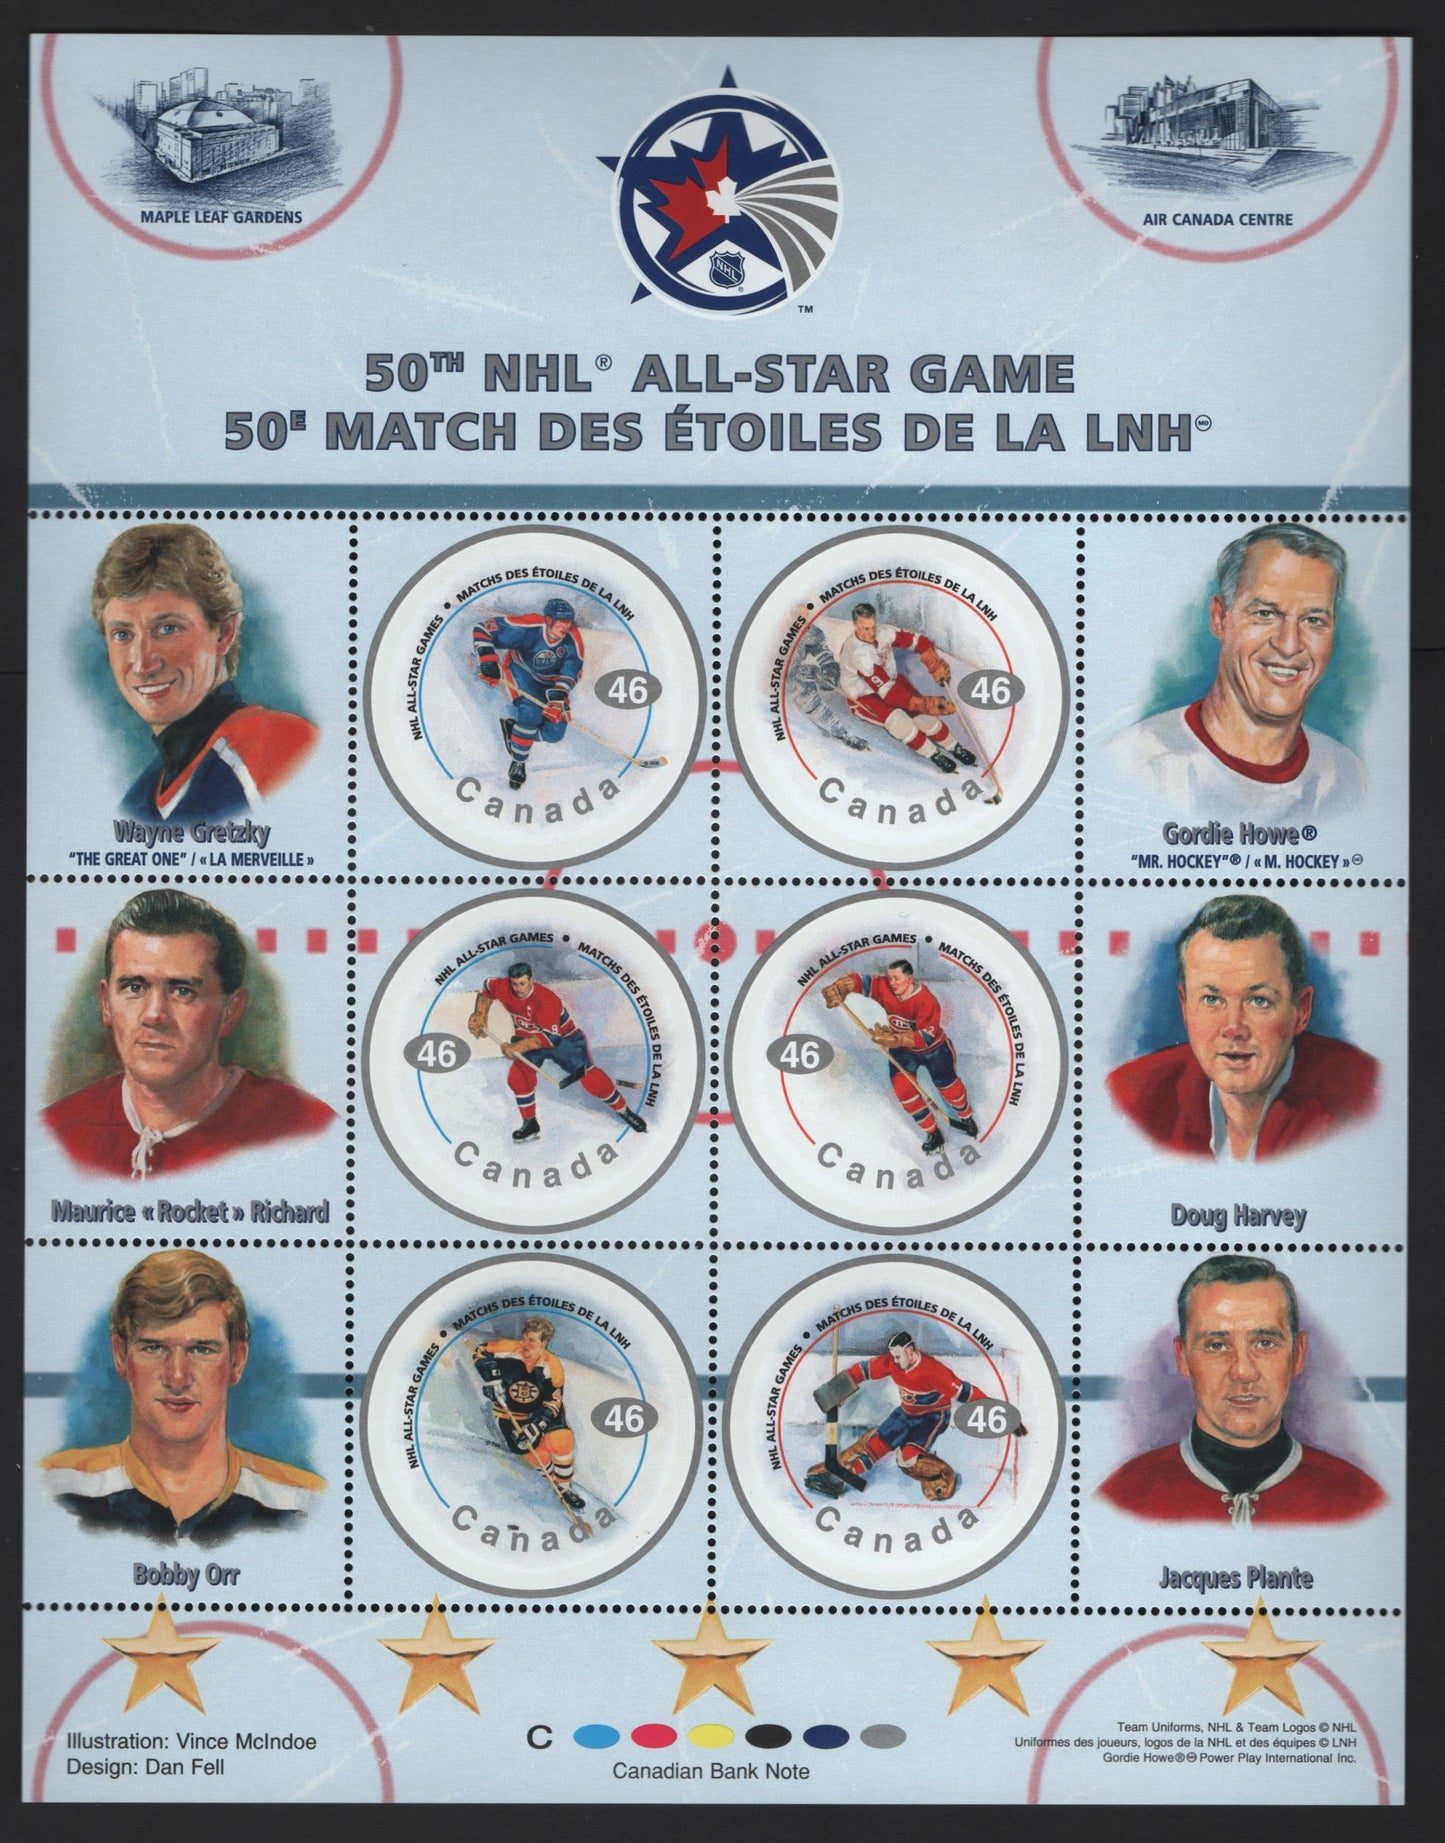 MAPLE LEAF GARDENS
AIR CANADA CENTRE
NHL
®
TM
50TH NHL® ALL-STAR GAME
50E MATCH DES ÉTOILES DE LA LNH MD
Wayne Gretzky
"THE GREAT ONE" / « LA MERVEILLE »
NHL ALL-STAR GAMES • MATCHS DES ÉTOILES DE LA LNH
46
Canada
NHL ALL-STAR GAMES • MATCHS DES ÉTOILES DE LA LNH
9
46
Canada
Gordie Howe®
"MR. HOCKEY"® / « M. HOCKEY » MD
Maurice « Rocket » Richard
NHL ALL-STAR GAMES • MATCHS DES ÉTOILES DE LA LNH
9
46
Canada
NHL ALL-STAR GAMES • MATCHS DES ÉTOILES DE LA LNH
46
Canada
Doug Harvey
Bobby Orr
NHL ALL-STAR GAMES • MATCHS DES ÉTOILES DE LA LNH
B
46
Canada
NHL ALL-STAR GAMES • MATCHS DES ÉTOILES DE LA LNH
46
Canada
Jacques Plante
Illustration: Vince McIndoe
Design: Dan Fell
C
Canadian Bank Note
Team Uniforms, NHL & Team Logos © NHL
Uniformes des joueurs, logos de la NHL et des équipes © LNH
Gordie Howe® MD Power Play International Inc.